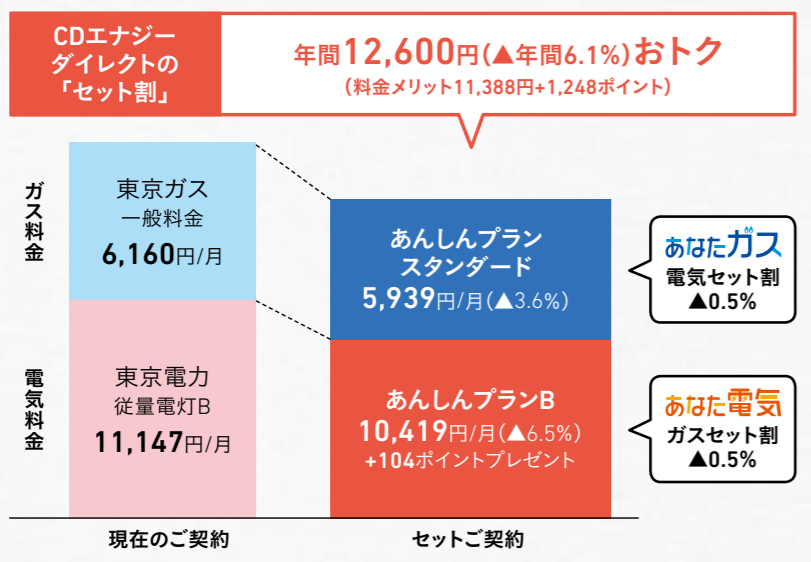 CDエナジー
ダイレクトの
「セット割」
年間12,600円(▲年間6.1%)おトク
(料金メリット11,388円+1,248ポイント)
ガス料金
東京ガス
一般料金
6,160円/月
あんしんプラン
スタンダード
5,939円/月(▲3.6%)
あなたガス
電気セット割
▲0.5%
電気料金
東京電力
従量電灯B
11,147円/月
あんしんプランB
10,419円/月(▲6.5%)
+104ポイントプレゼント
あなた電気
ガスセット割
▲0.5%
現在のご契約
セットご契約